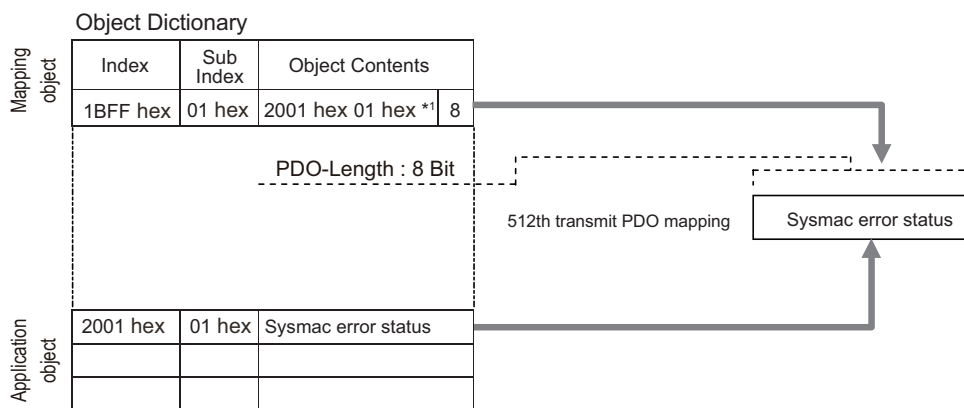 Object Dictionary
Mapping
object
Index
Sub
Index
Object Contents
1BFF hex
01 hex
2001 hex 01 hex *1
8
PDO-Length : 8 Bit
512th transmit PDO mapping
Sysmac error status
Application
object
2001 hex
01 hex
Sysmac error status